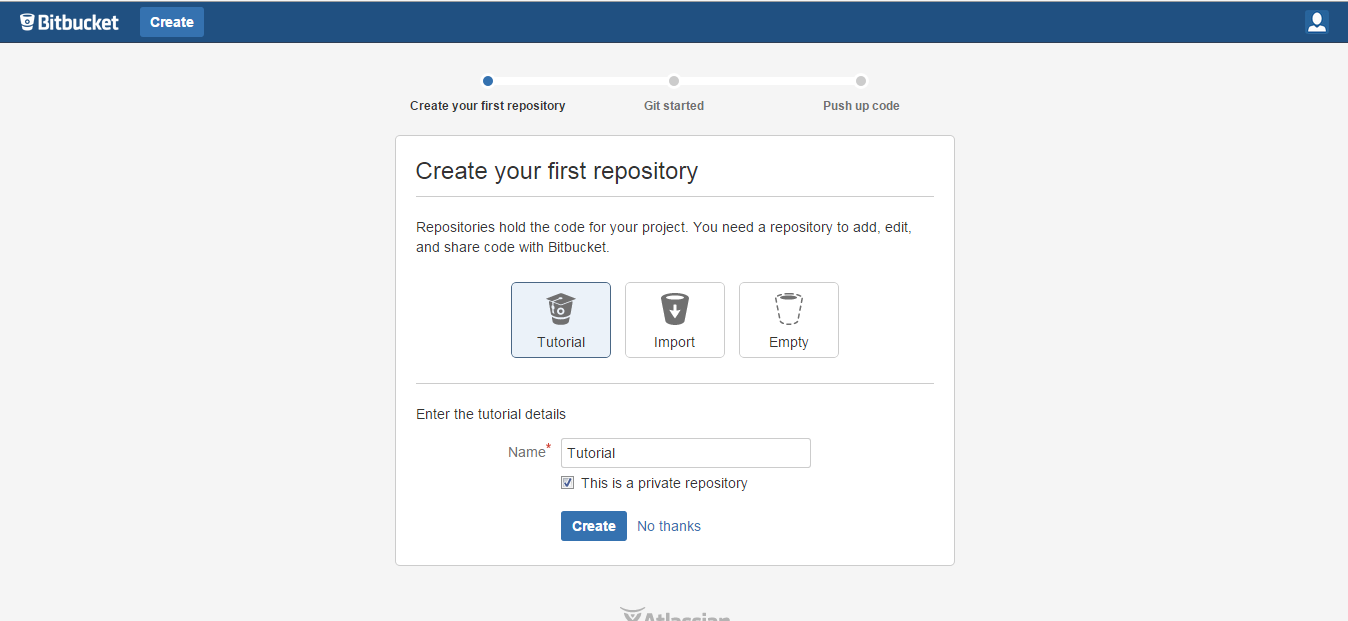 Bitbucket Create
Create your first repository Git started Push up code
Create your first repository
Repositories hold the code for your project. You need a repository to add, edit,
and share code with Bitbucket.
Tutorial Import Empty
Enter the tutorial details
Name* Tutorial
This is a private repository
Create No thanks
Atlassian